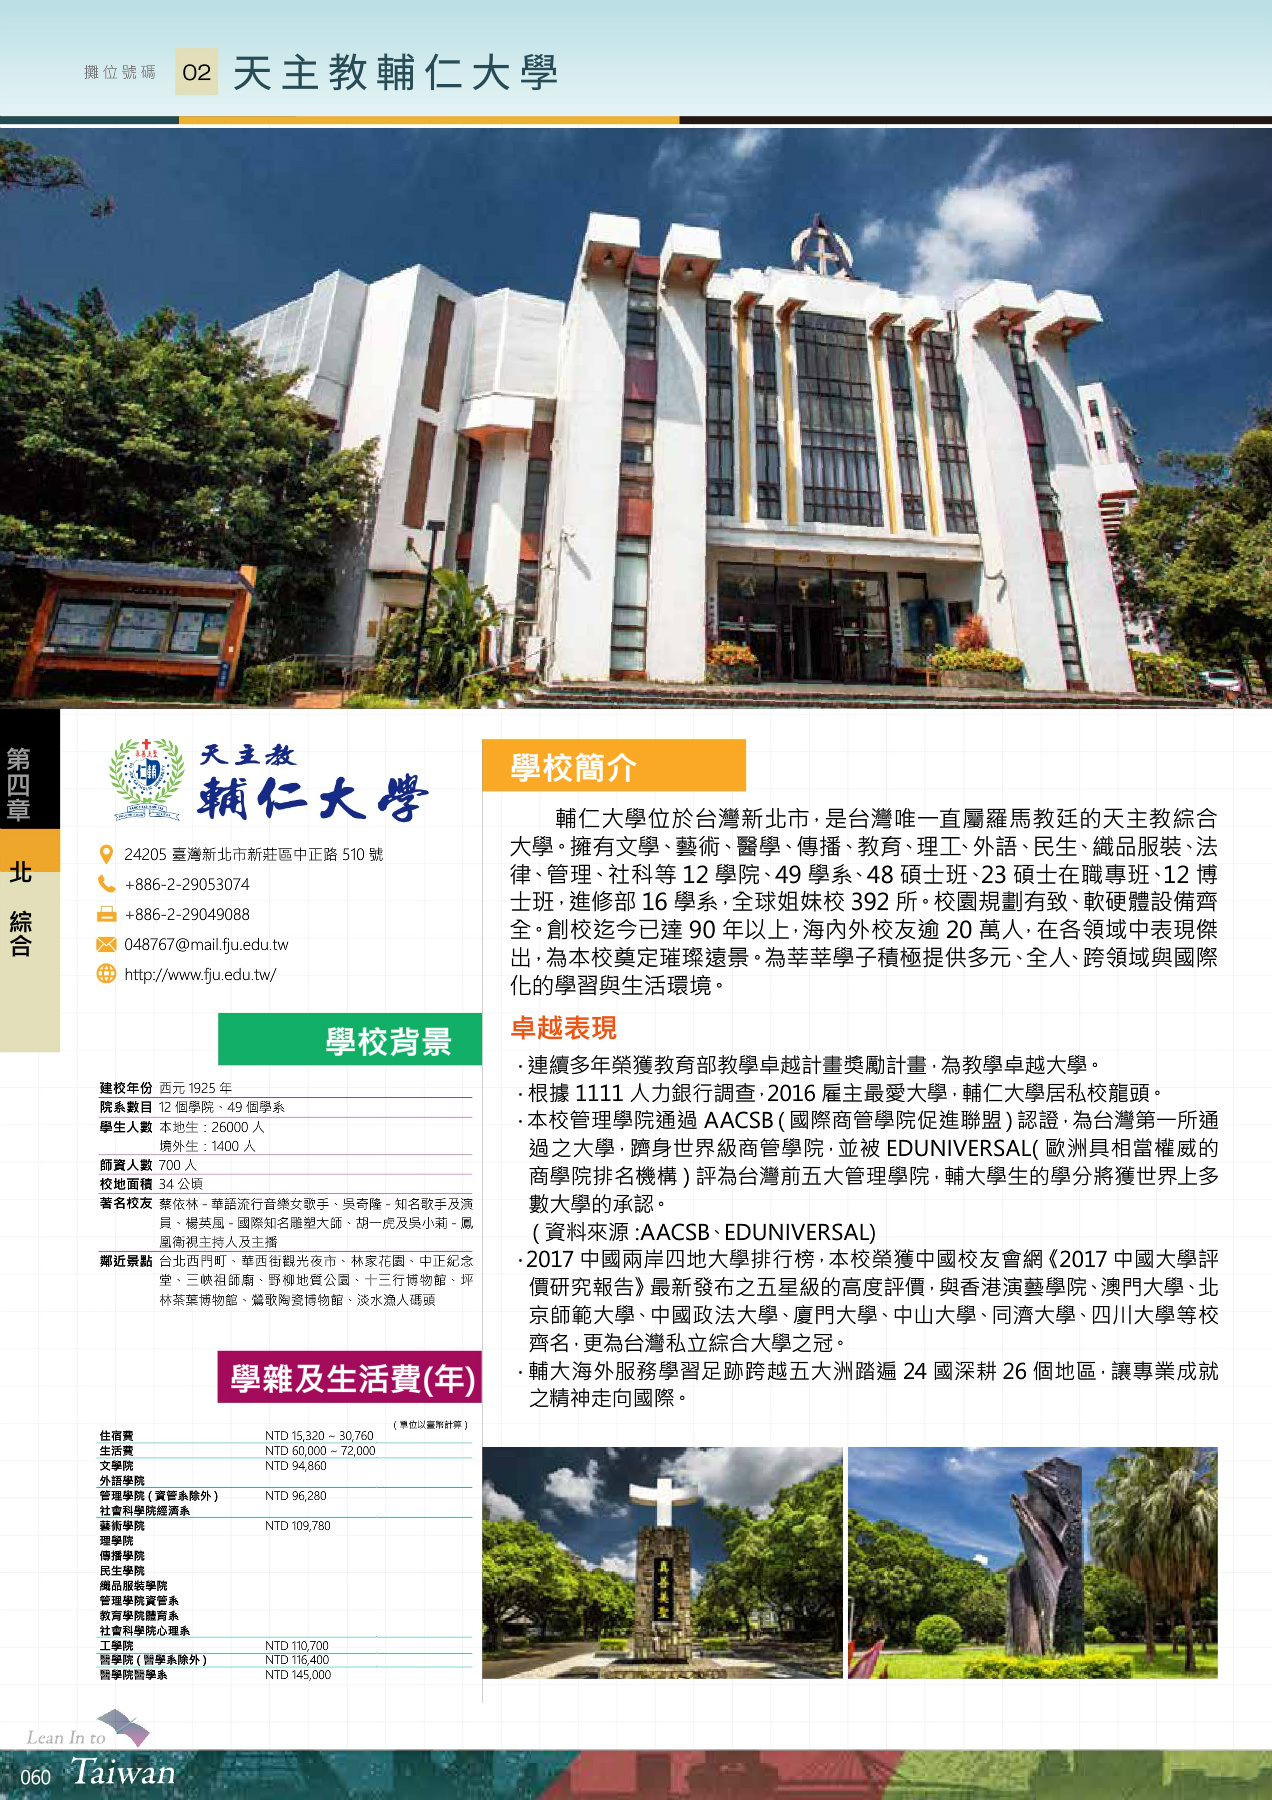 攤位號碼 02 天主教輔仁大學
第四章
北
綜合
天主教
輔仁大學
24205 臺灣新北市新莊區中正路 510 號
+886-2-29053074
+886-2-29049088
048767@mail.fju.edu.tw
http://www.fju.edu.tw/
學校背景
建校年份 西元 1925 年
院系數目 12 個學院、49 個學系
學生人數 本地生 : 26000 人
境外生 : 1400 人
師資人數 700 人
校地面積 34 公頃
著名校友 蔡依林 - 華語流行音樂女歌手、吳奇隆 - 知名歌手及演
員、楊英風 - 國際知名雕塑大師、胡一虎及吳小莉 - 鳳
凰衛視主持人及主播
鄰近景點 台北西門町、華西街觀光夜市、林家花園、中正紀念
堂、三峽祖師廟、野柳地質公園、十三行博物館、坪
林茶葉博物館、鶯歌陶瓷博物館、淡水漁人碼頭
學雜及生活費(年)
( 單位以臺幣計算 )
住宿費 NTD 15,320 ~ 30,760
生活費 NTD 60,000 ~ 72,000
文學院 NTD 94,860
外語學院
管理學院 ( 資管系除外 ) NTD 96,280
社會科學院經濟系
藝術學院 NTD 109,780
理學院
傳播學院
民生學院
織品服裝學院
管理學院資管系
教育學院體育系
社會科學院心理系
工學院 NTD 110,700
醫學院 ( 醫學系除外 ) NTD 116,400
醫學院醫學系 NTD 145,000
學校簡介
輔仁大學位於台灣新北市，是台灣唯一直屬羅馬教廷的天主教綜合
大學。擁有文學、藝術、醫學、傳播、教育、理工、外語、民生、織品服裝、法
律、管理、社科等 12 學院、49 學系、48 碩士班、23 碩士在職專班、12 博
士班，進修部 16 學系，全球姐妹校 392 所。校園規劃有致、軟硬體設備齊
全。創校迄今已達 90 年以上，海內外校友逾 20 萬人，在各領域中表現傑
出，為本校奠定璀璨遠景。為莘莘學子積極提供多元、全人、跨領域與國際
化的學習與生活環境。
卓越表現
·連續多年榮獲教育部教學卓越計畫獎勵計畫，為教學卓越大學。
·根據 1111 人力銀行調查，2016 雇主最愛大學，輔仁大學居私校龍頭。
·本校管理學院通過 AACSB ( 國際商管學院促進聯盟 ) 認證，為台灣第一所通
過之大學，躋身世界級商管學院，並被 EDUNIVERSAL( 歐洲具相當權威的
商學院排名機構 ) 評為台灣前五大管理學院，輔大學生的學分將獲世界上多
數大學的承認。
( 資料來源 :AACSB、EDUNIVERSAL)
·2017 中國兩岸四地大學排行榜，本校榮獲中國校友會網《2017 中國大學評
價研究報告》最新發布之五星級的高度評價，與香港演藝學院、澳門大學、北
京師範大學、中國政法大學、廈門大學、中山大學、同濟大學、四川大學等校
齊名，更為台灣私立綜合大學之冠。
·輔大海外服務學習足跡跨越五大洲踏遍 24 國深耕 26 個地區，讓專業成就
之精神走向國際。
真善美聖
Lean In to
Taiwan
060